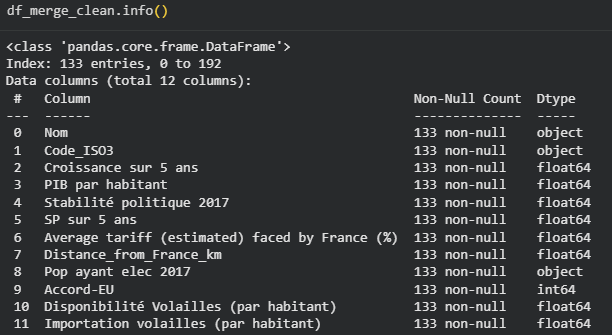 df_merge_clean.info()
<class 'pandas.core.frame.DataFrame'>
Index: 133 entries, 0 to 192
Data columns (total 12 columns):
 #   Column                                    Non-Null Count  Dtype
---  ------                                    --------------  -----
 0   Nom                                       133 non-null    object
 1   Code_ISO3                                 133 non-null    object
 2   Croissance sur 5 ans                      133 non-null    float64
 3   PIB par habitant                          133 non-null    float64
 4   Stabilité politique 2017                  133 non-null    float64
 5   SP sur 5 ans                              133 non-null    float64
 6   Average tariff (estimated) faced by France (%)  133 non-null    float64
 7   Distance_from_France_km                   133 non-null    float64
 8   Pop ayant elec 2017                       133 non-null    object
 9   Accord-EU                                 133 non-null    int64
 10  Disponibilité Volailles (par habitant)    133 non-null    float64
 11  Importation volailles (par habitant)      133 non-null    float64